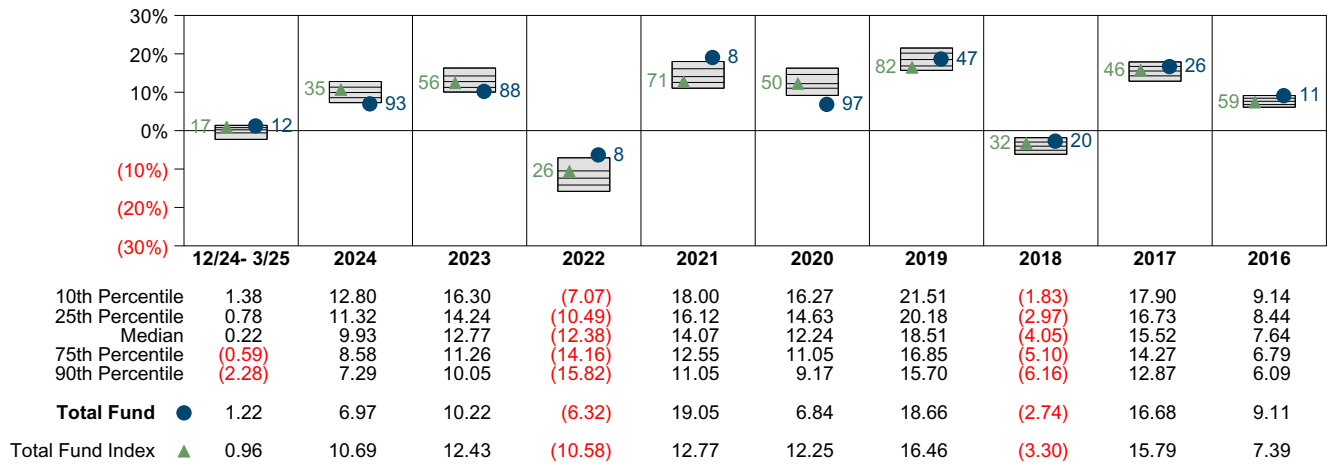 30%
20%
10%
0%
(10%)
(20%)
(30%)
17 12 35 93 56 88 26 8 71 8 50 97 82 47 32 20 46 26 59 11
12/24- 3/25 2024 2023 2022 2021 2020 2019 2018 2017 2016
10th Percentile 1.38 12.80 16.30 (7.07) 18.00 16.27 21.51 (1.83) 17.90 9.14
25th Percentile 0.78 11.32 14.24 (10.49) 16.12 14.63 20.18 (2.97) 16.73 8.44
Median 0.22 9.93 12.77 (12.38) 14.07 12.24 18.51 (4.05) 15.52 7.64
75th Percentile (0.59) 8.58 11.26 (14.16) 12.55 11.05 16.85 (5.10) 14.27 6.79
90th Percentile (2.28) 7.29 10.05 (15.82) 11.05 9.17 15.70 (6.16) 12.87 6.09
Total Fund 1.22 6.97 10.22 (6.32) 19.05 6.84 18.66 (2.74) 16.68 9.11
Total Fund Index 0.96 10.69 12.43 (10.58) 12.77 12.25 16.46 (3.30) 15.79 7.39